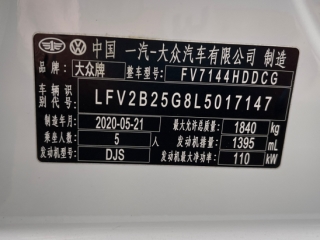 中国 一汽-大众汽车有限公司 制造
品牌: 大众牌 整车型号: FV7144HDDCG
车辆识别代号: LFV2B25G8L5017147
制造年月: 2020-05-21 最大允许总质量: 1840 kg
乘坐人数: 5 人 发动机排量: 1395 mL
发动机型号: DJS 发动机最大净功率: 110 kW